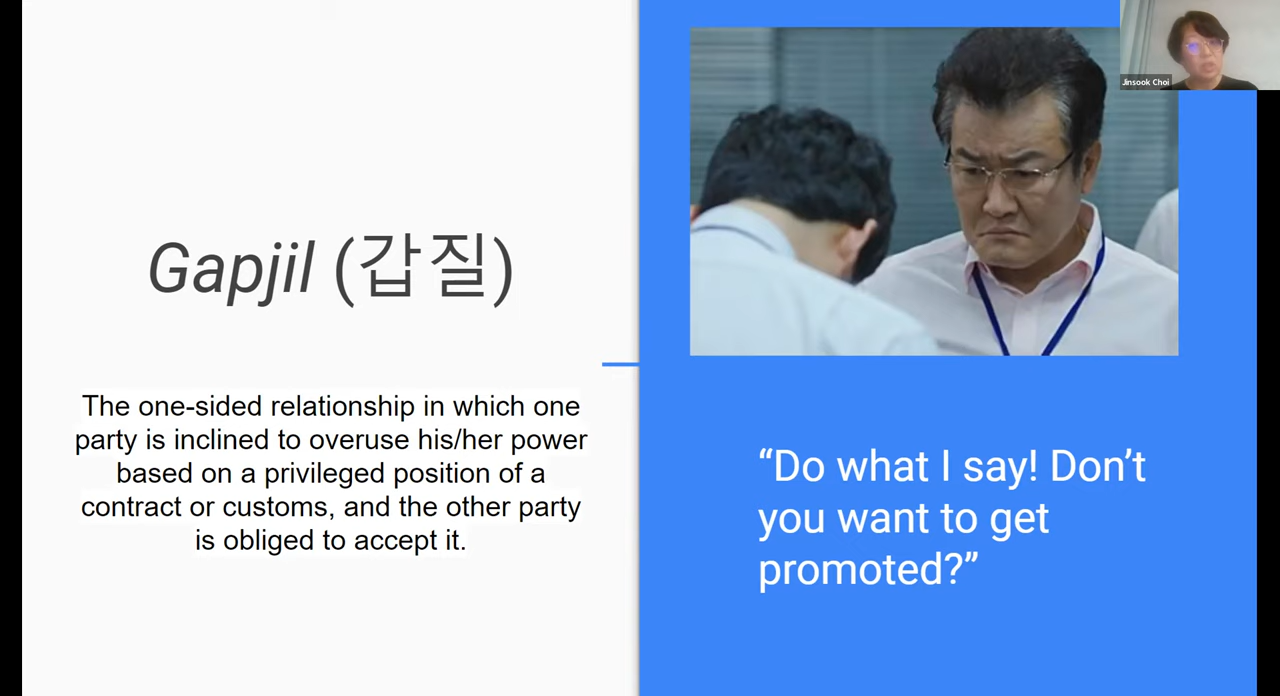 Gapjil (갑질)
The one-sided relationship in which one
party is inclined to overuse his/her power
based on a privileged position of a
contract or customs, and the other party
is obliged to accept it.
Jinsook Choi
“Do what I say! Don’t
you want to get
promoted?”